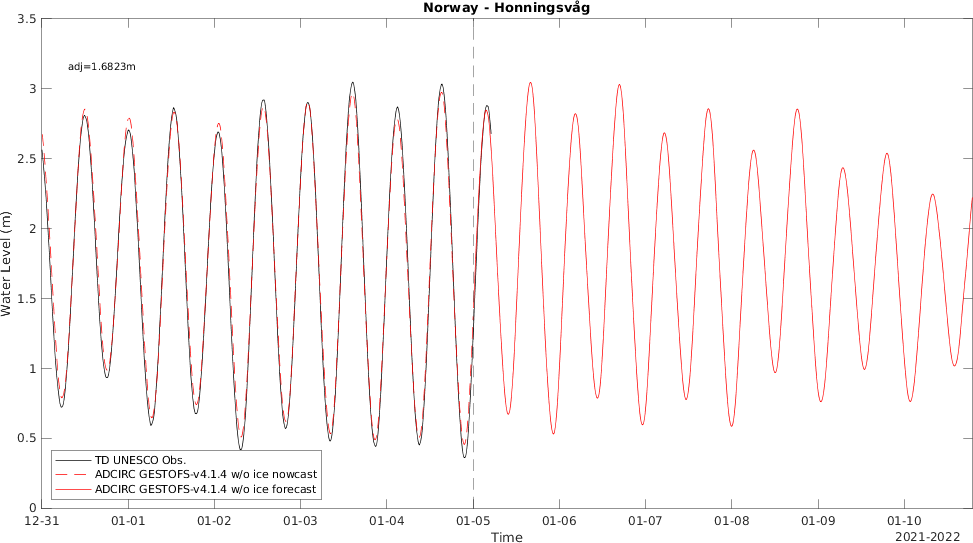 Norway - Honningsvåg
3.5
adj=1.6823m
3
2.5
2
Water Level (m)
1.5
1
0.5
TD UNESCO Obs.
ADCIRC GESTOFS-v4.1.4 w/o ice nowcast
ADCIRC GESTOFS-v4.1.4 w/o ice forecast
0
12-31 01-01 01-02 01-03 01-04 01-05 01-06 01-07 01-08 01-09 01-10
Time
2021-2022